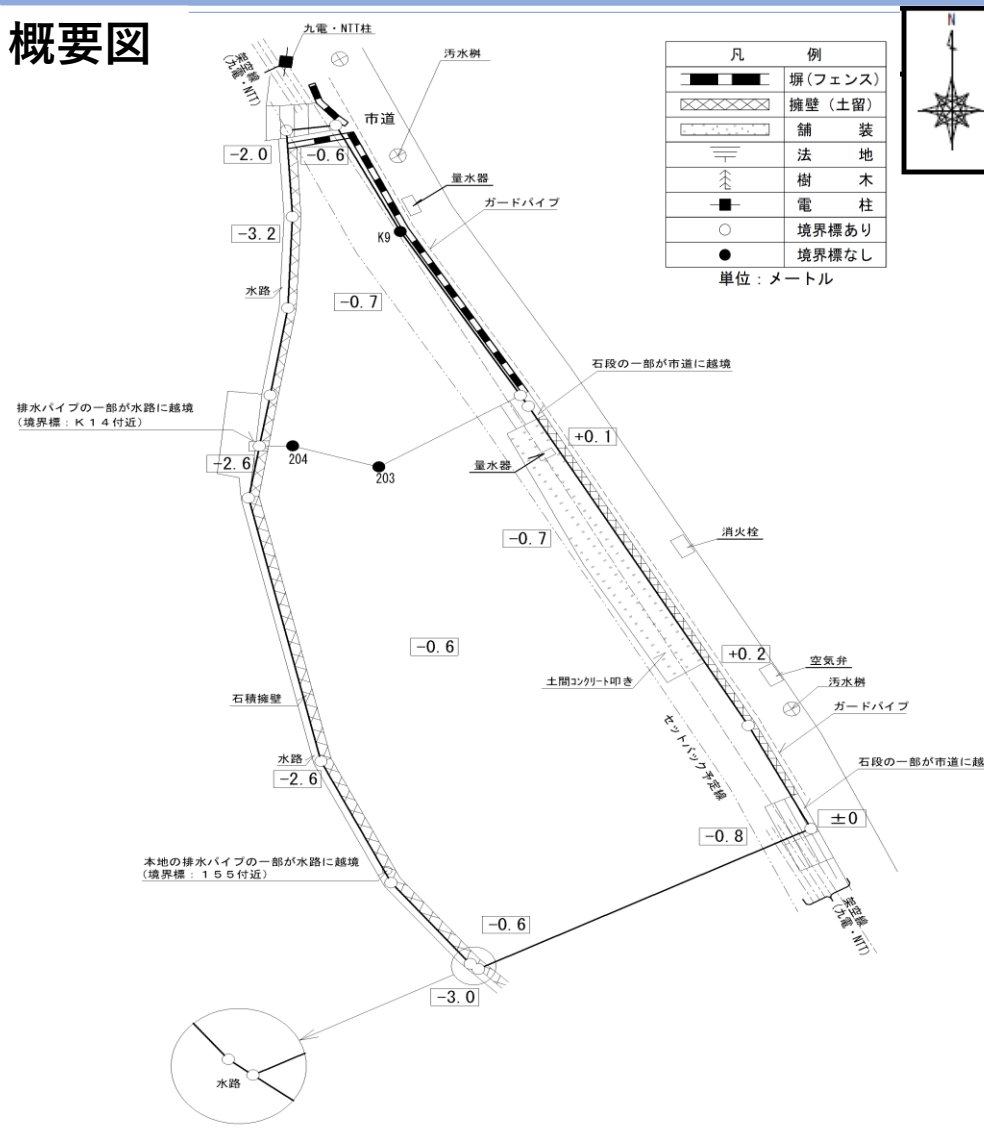 概要図
九電・NTT柱
架空線
(九電・NTT)
汚水桝
市道
N
凡　例
塀(フェンス)
擁壁（土留）
舗　装
法　地
樹　木
電　柱
境界標あり
境界標なし
単位：メートル
-2.0
-0.6
量水器
ガードパイプ
-3.2
K9
水路
-0.7
石段の一部が市道に越境
排水パイプの一部が水路に越境
(境界標：K14付近)
+0.1
-2.6
204
203
量水器
消火栓
-0.7
-0.6
+0.2
空気弁
土間コンクリート叩き
汚水桝
石積擁壁
ガードパイプ
セットバック予定線
水路
-2.6
石段の一部が市道に越
±0
-0.8
本地の排水パイプの一部が水路に越境
(境界標：155付近)
架空線
(九電・NTT)
-0.6
-3.0
水路